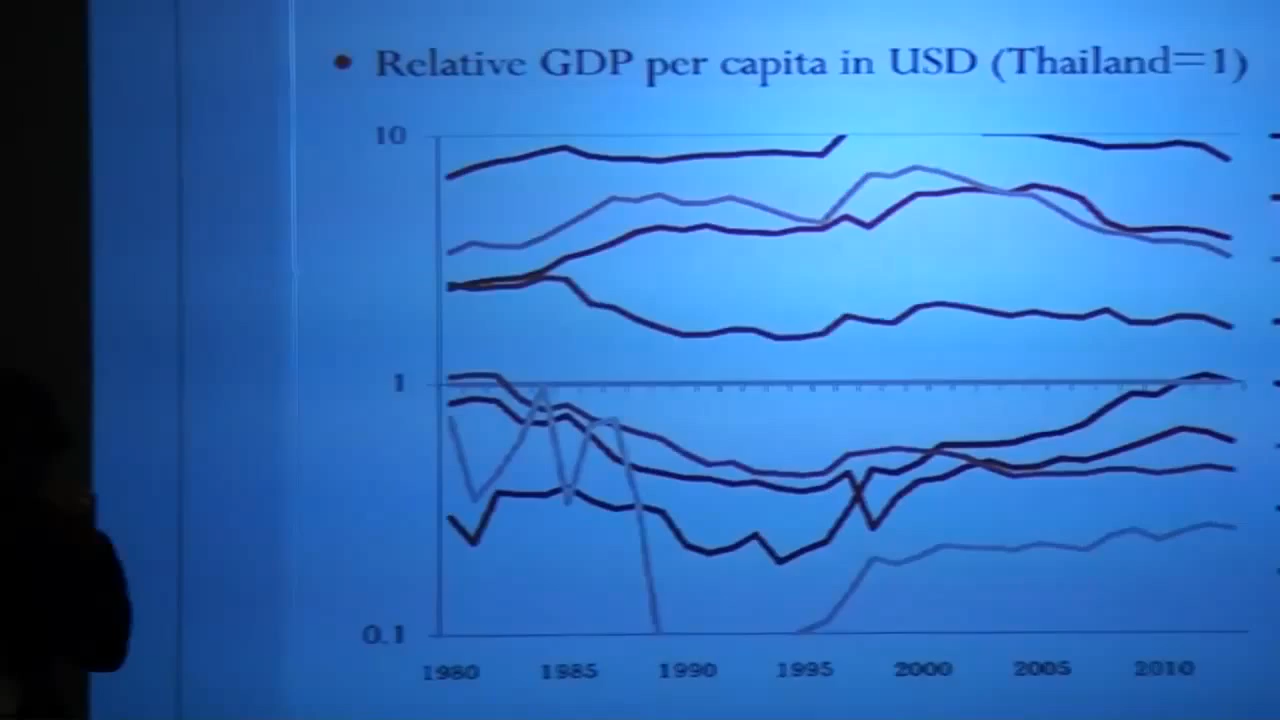 • Relative GDP per capita in USD (Thailand=1)
10
1
0.1
1980 1985 1990 1995 2000 2005 2010